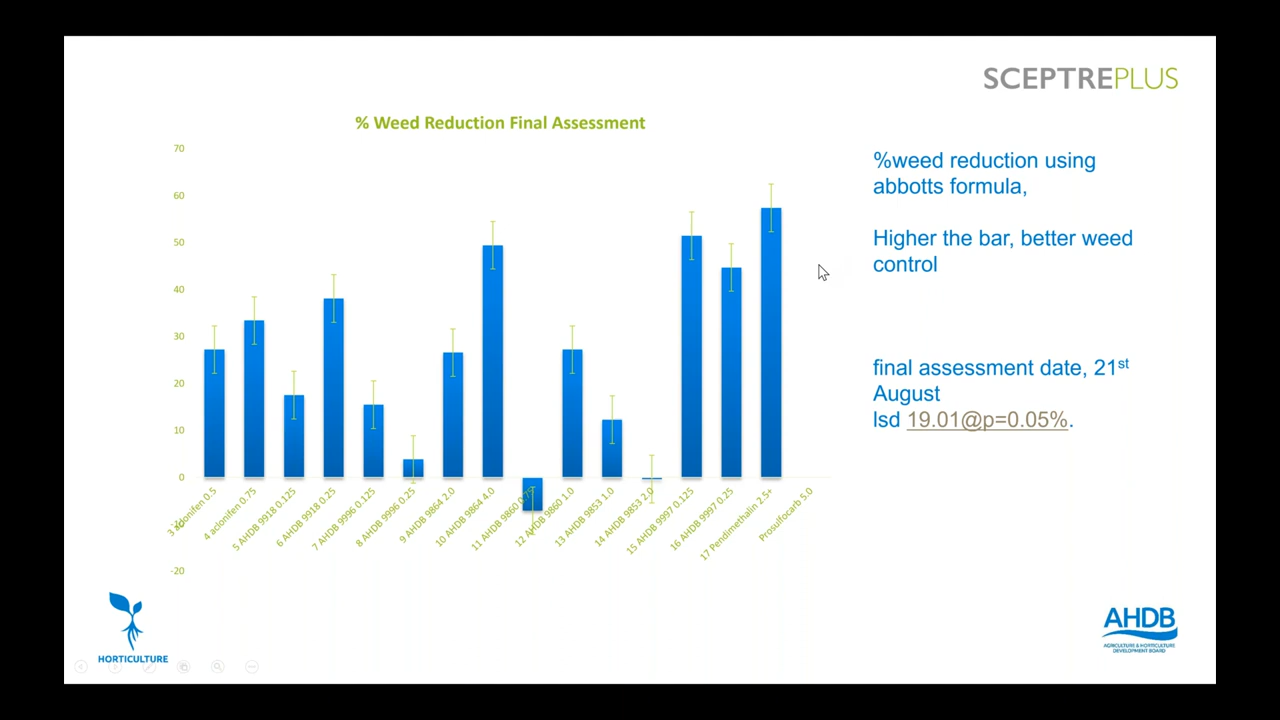 SCEPTREPLUS
% Weed Reduction Final Assessment
70
60
50
40
30
20
10
0
-10
-20
3 aclonifen 0.5
4 aclonifen 0.75
5 AHDB 9918 0.125
6 AHDB 9918 0.25
7 AHDB 9996 0.125
8 AHDB 9996 0.25
9 AHDB 9864 2.0
10 AHDB 9864 4.0
11 AHDB 9860 0.75
12 AHDB 9860 1.0
13 AHDB 9853 1.0
14 AHDB 9853 2.0
15 AHDB 9997 0.125
16 AHDB 9997 0.25
17 Pendimethalin 2.5+
Prosulfocarb 5.0
%weed reduction using
abbotts formula,
Higher the bar, better weed
control
final assessment date, 21st
August
lsd 19.01@p=0.05%.
HORTICULTURE
AHDB
AGRICULTURE & HORTICULTURE
DEVELOPMENT BOARD